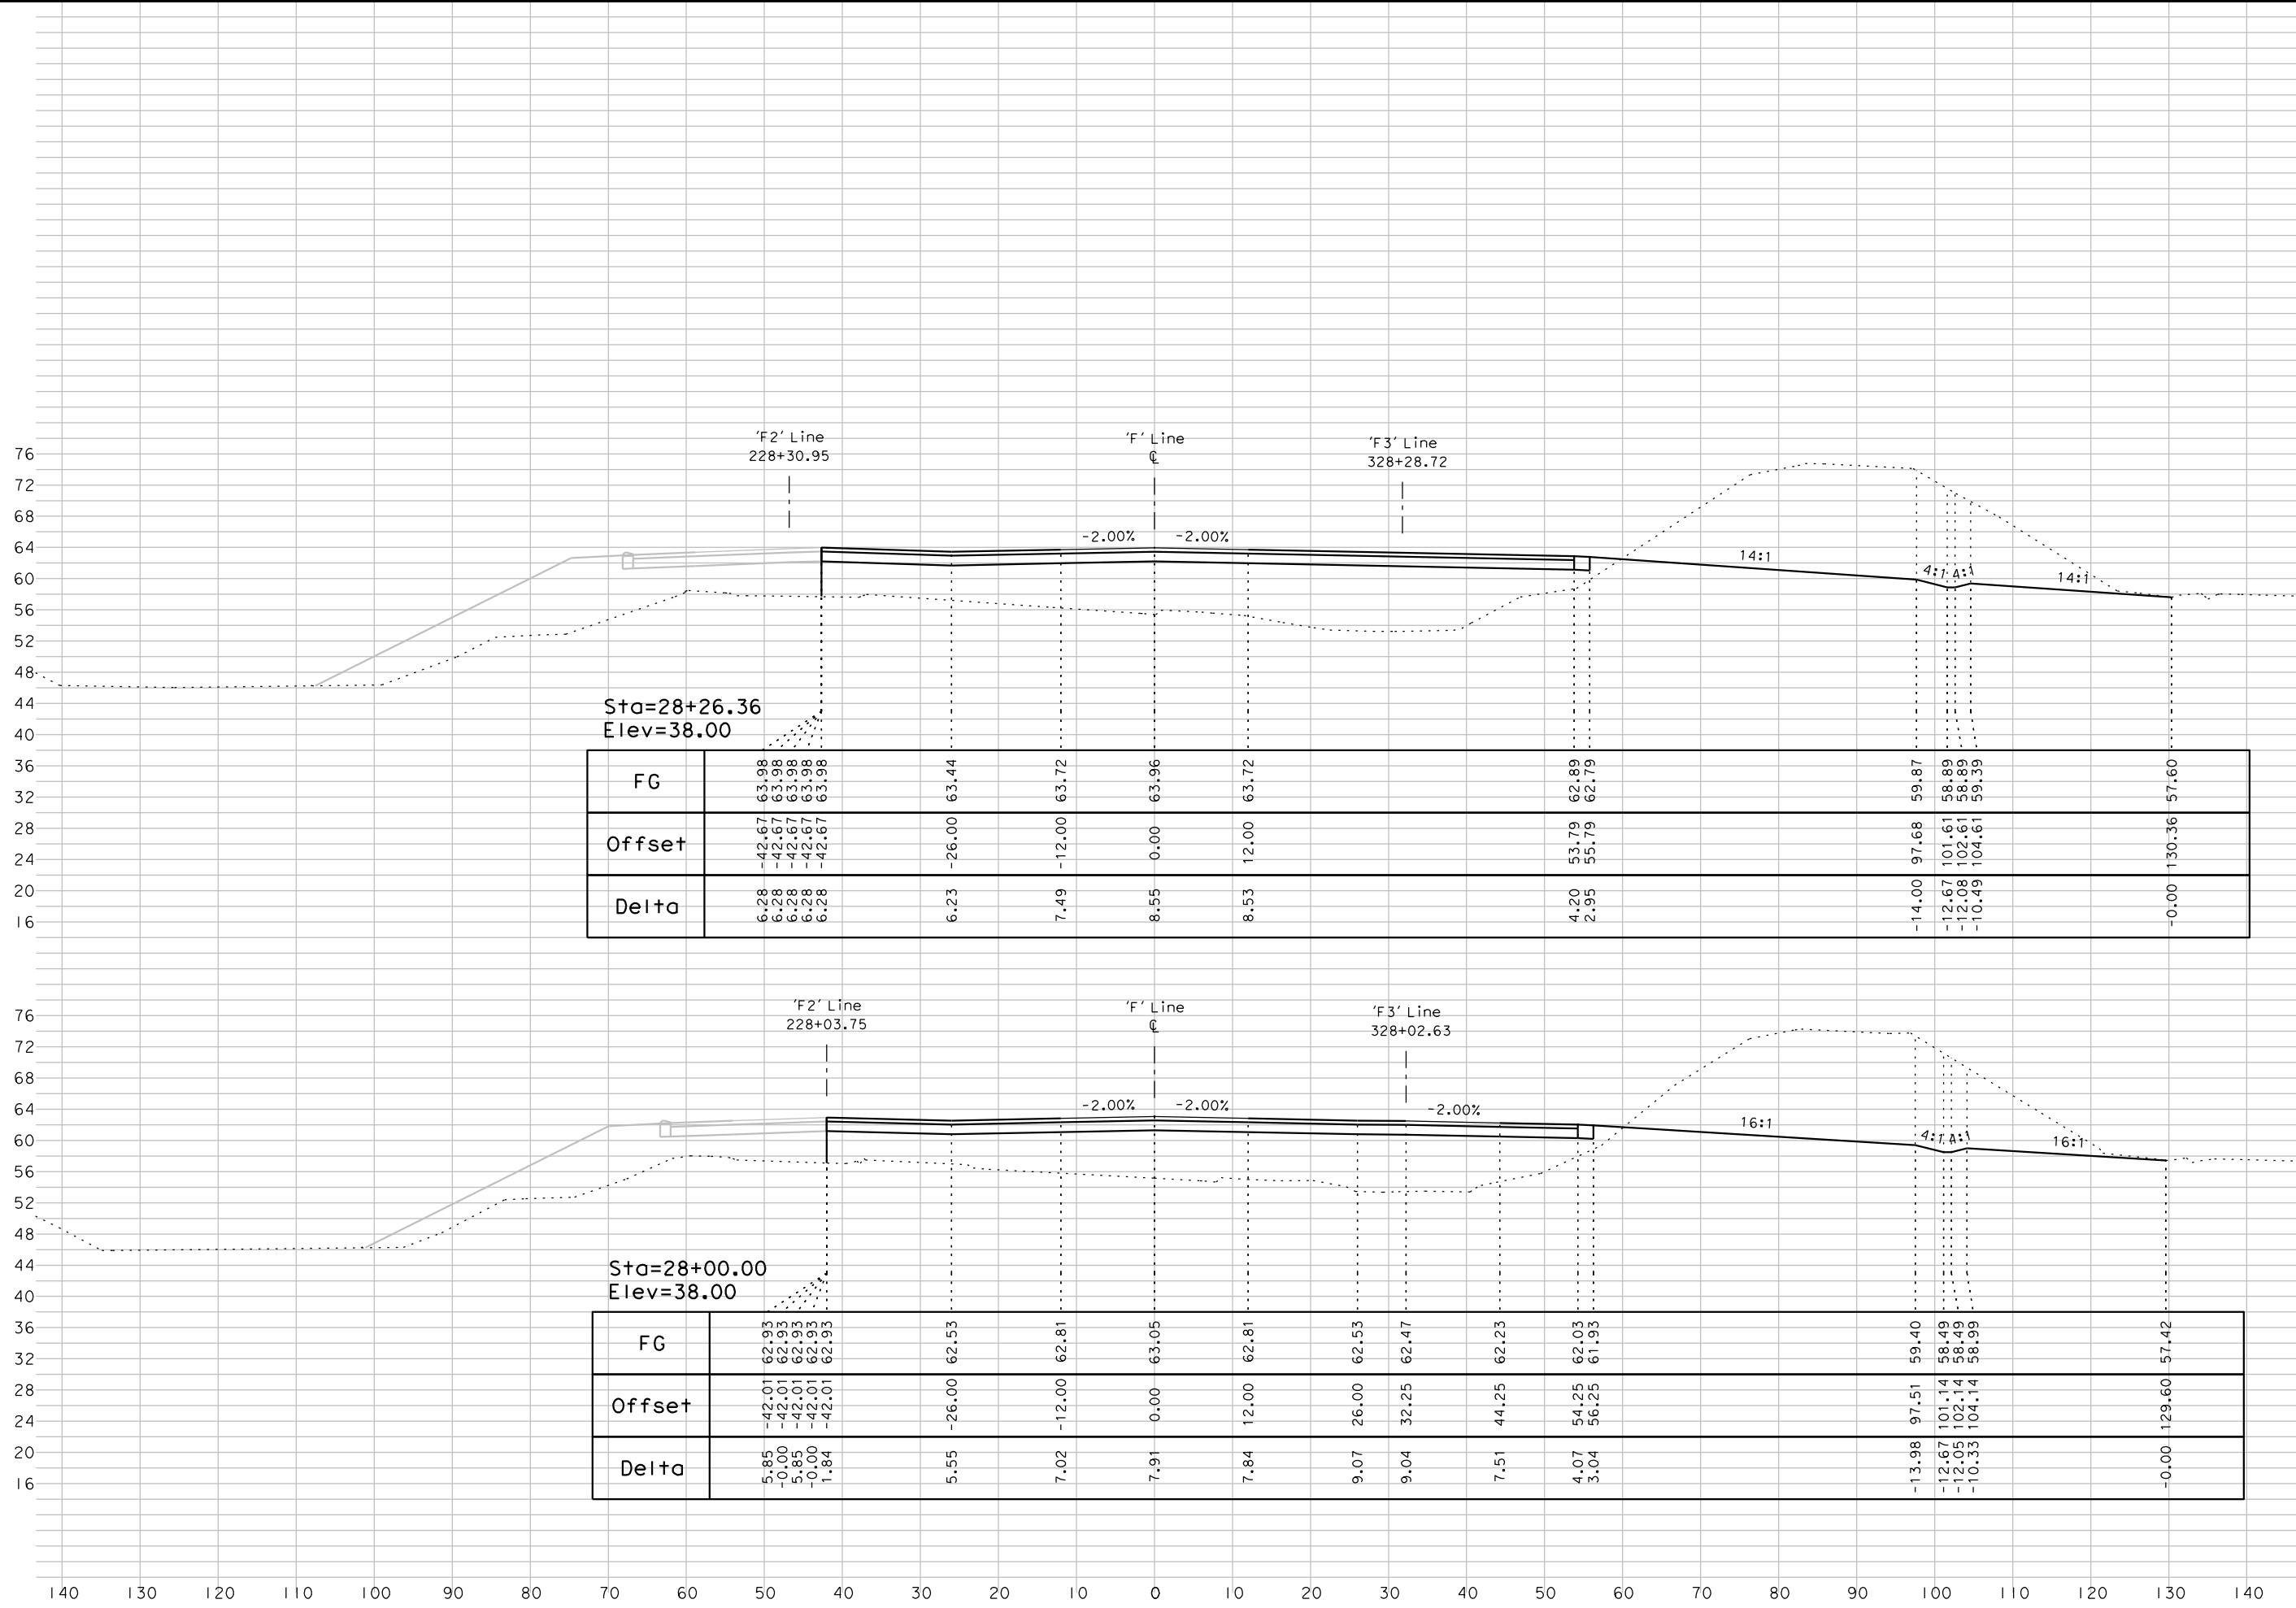 'F2' Line
228+30.95
'F' Line
℄
'F3' Line
328+28.72
76
72
68
64
60
56
52
48
44
40
36
32
28
24
20
16
-2.00% -2.00%
14:1
4:1 4:1
14:1
Sta=28+26.36
Elev=38.00
FG 63.98 63.98 63.98 63.98 63.98 63.44 63.72 63.96 63.72 62.89 62.79 59.87 58.89 58.89 59.39 57.60
Offset -42.67 -42.67 -42.67 -42.67 -42.67 -26.00 -12.00 0.00 12.00 53.79 55.79 97.68 101.61 102.61 104.61 130.36
Delta 6.28 6.28 6.28 6.28 6.28 6.23 7.49 8.55 8.53 4.20 2.95 -14.00 -12.67 -12.08 -10.49 -0.00
'F2' Line
228+03.75
'F' Line
℄
'F3' Line
328+02.63
76
72
68
64
60
56
52
48
44
40
36
32
28
24
20
16
-2.00% -2.00% -2.00%
16:1
4:1 4:1
16:1
Sta=28+00.00
Elev=38.00
FG 62.93 62.93 62.93 62.93 62.93 62.53 62.81 63.05 62.81 62.53 62.47 62.23 62.03 61.93 59.40 58.49 58.49 58.99 57.42
Offset -42.01 -42.01 -42.01 -42.01 -42.01 -26.00 -12.00 0.00 12.00 26.00 32.25 44.25 54.25 56.25 97.51 101.14 102.14 104.14 129.60
Delta 5.85 -0.00 5.85 -0.00 1.84 5.55 7.02 7.91 7.84 9.07 9.04 7.51 4.07 3.04 -13.98 -12.67 -12.05 -10.33 -0.00
140 130 120 110 100 90 80 70 60 50 40 30 20 10 0 10 20 30 40 50 60 70 80 90 100 110 120 130 140